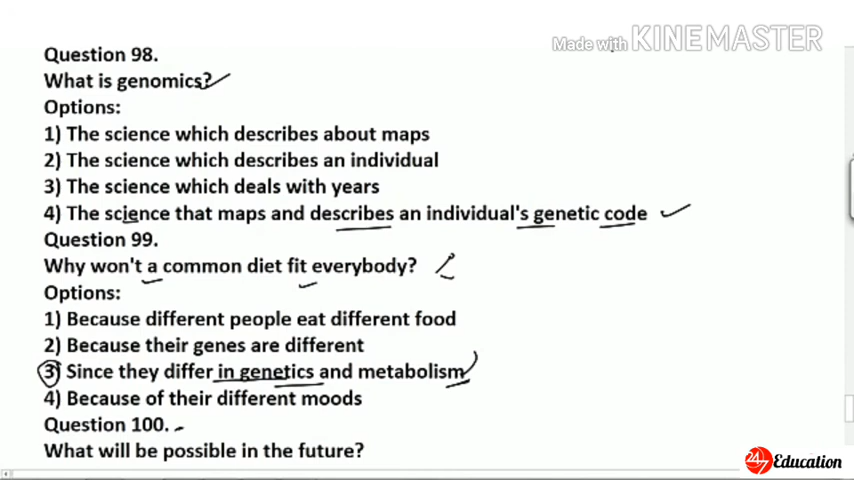 Made with KINEMASTER
Question 98.
What is genomics?
Options:
1) The science which describes about maps
2) The science which describes an individual
3) The science which deals with years
4) The science that maps and describes an individual's genetic code
Question 99.
Why won't a common diet fit everybody?
Options:
1) Because different people eat different food
2) Because their genes are different
3) Since they differ in genetics and metabolism
4) Because of their different moods
Question 100.
What will be possible in the future?
24/7 Education